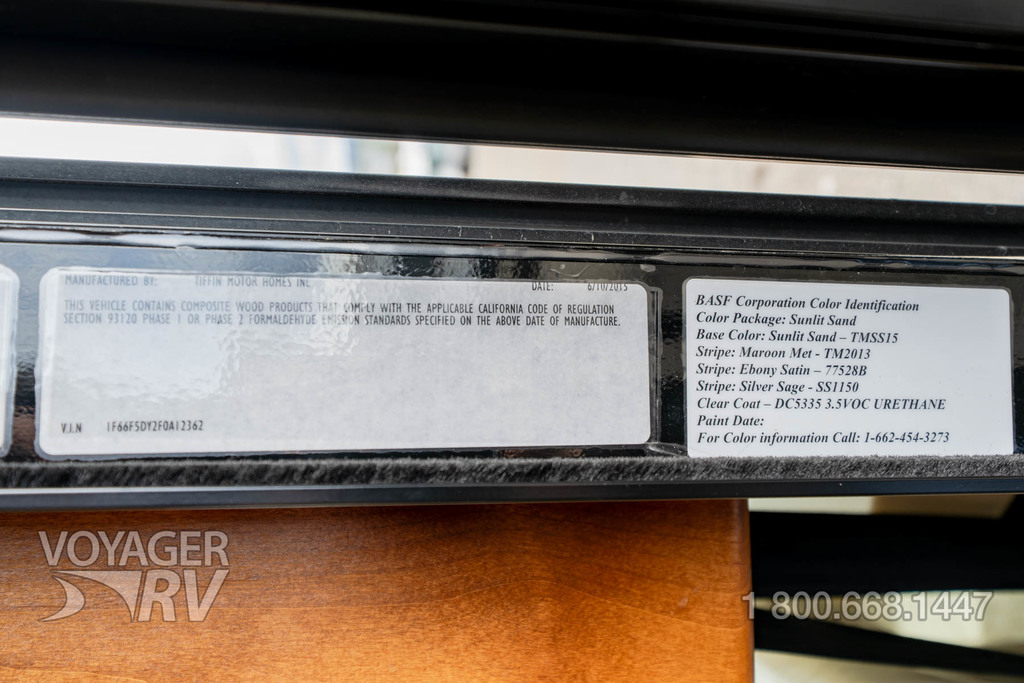 MANUFACTURED BY: TIFFIN MOTOR HOMES INC DATE: 6/10/2015
THIS VEHICLE CONTAINS COMPOSITE WOOD PRODUCTS THAT COMPLY WITH THE APPLICABLE CALIFORNIA CODE OF REGULATION
SECTION 93120 PHASE 1 OR PHASE 2 FORMALDEHYDE EMISSION STANDARDS SPECIFIED ON THE ABOVE DATE OF MANUFACTURE.
V.I.N 1F66F5DY2F0A12362
BASF Corporation Color Identification
Color Package: Sunlit Sand
Base Color: Sunlit Sand – TMSS15
Stripe: Maroon Met - TM2013
Stripe: Ebony Satin – 77528B
Stripe: Silver Sage - SS1150
Clear Coat – DC5335 3.5VOC URETHANE
Paint Date:
For Color information Call: 1-662-454-3273
VOYAGER
RV
1 800.668.1447